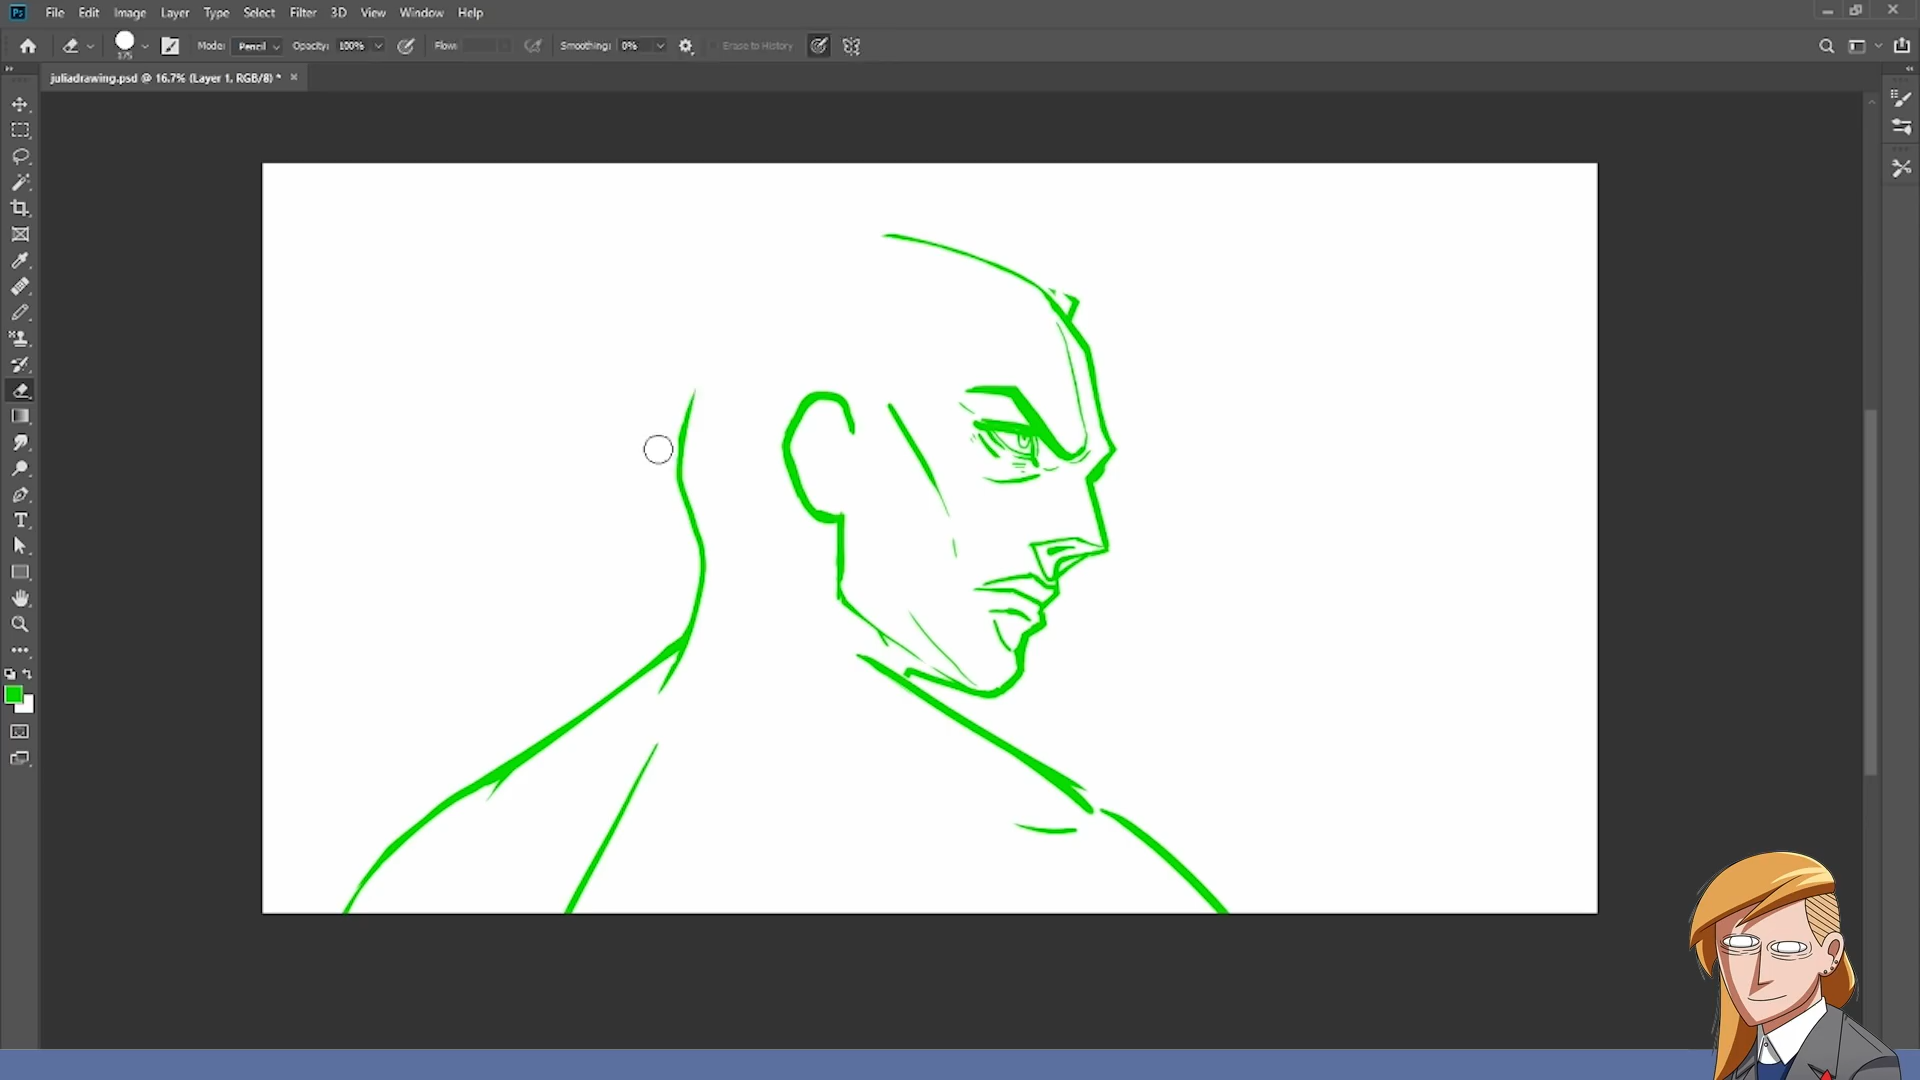 Ps File Edit Image Layer Type Select Filter 3D View Window Help
175 Mode: Pencil Opacity: 100% Flow: Smoothing: 0% Erase to History
juliadrawing.psd @ 16.7% (Layer 1, RGB/8) *